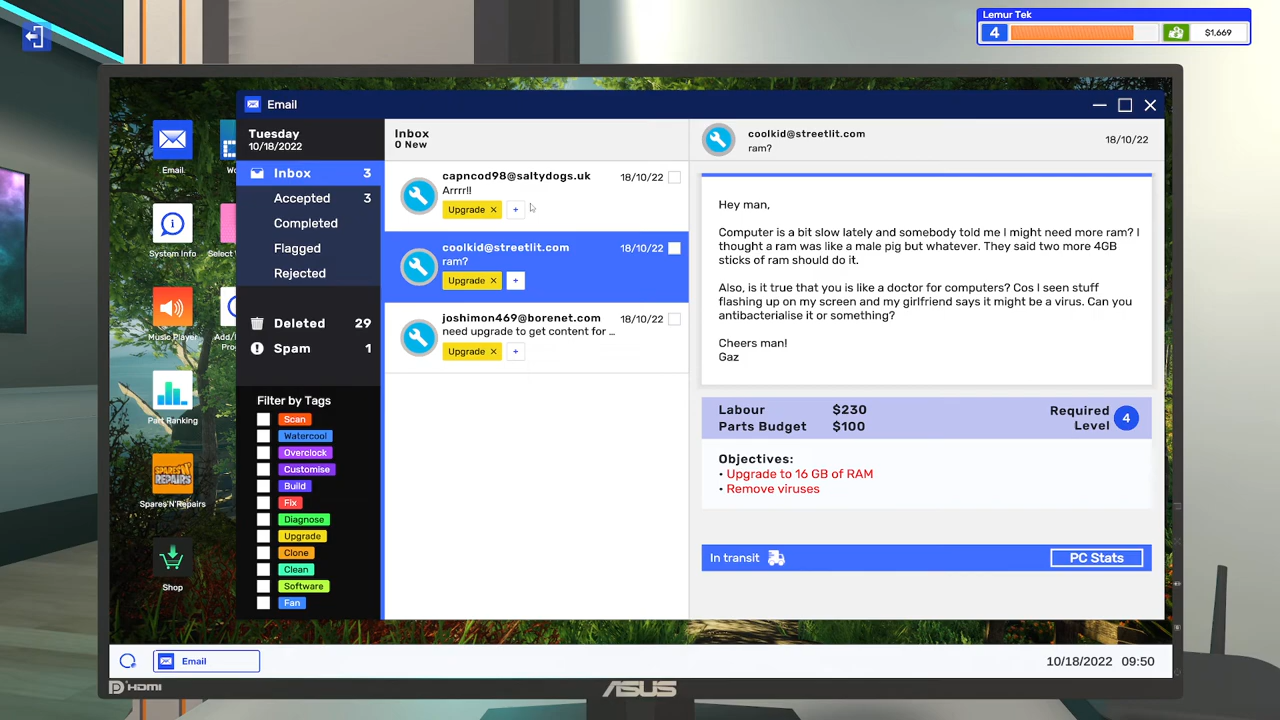 Lemur Tek
4
$1,669
Email
Tuesday
10/18/2022
Inbox 3
Accepted 3
Completed
Flagged
Rejected
Deleted 29
Spam 1
Filter by Tags
Scan
Watercool
Overclock
Customise
Build
Fix
Diagnose
Upgrade
Clone
Clean
Software
Fan
Inbox
0 New
capncod98@saltydogs.uk 18/10/22
Arrrr!!
Upgrade × +
coolkid@streetlit.com 18/10/22
ram?
Upgrade × +
joshimon469@borenet.com 18/10/22
need upgrade to get content for ...
Upgrade × +
coolkid@streetlit.com 18/10/22
ram?
Hey man,
Computer is a bit slow lately and somebody told me I might need more ram? I
thought a ram was like a male pig but whatever. They said two more 4GB
sticks of ram should do it.
Also, is it true that you is like a doctor for computers? Cos I seen stuff
flashing up on my screen and my girlfriend says it might be a virus. Can you
antibacterialise it or something?
Cheers man!
Gaz
Labour $230
Parts Budget $100
Required
Level 4
Objectives:
• Upgrade to 16 GB of RAM
• Remove viruses
In transit PC Stats
Email
System Info
Music Player
Part Ranking
SPARES
REPAIRS
Spares'N'Repairs
Shop
Email
10/18/2022 09:50
HDMI
ASUS